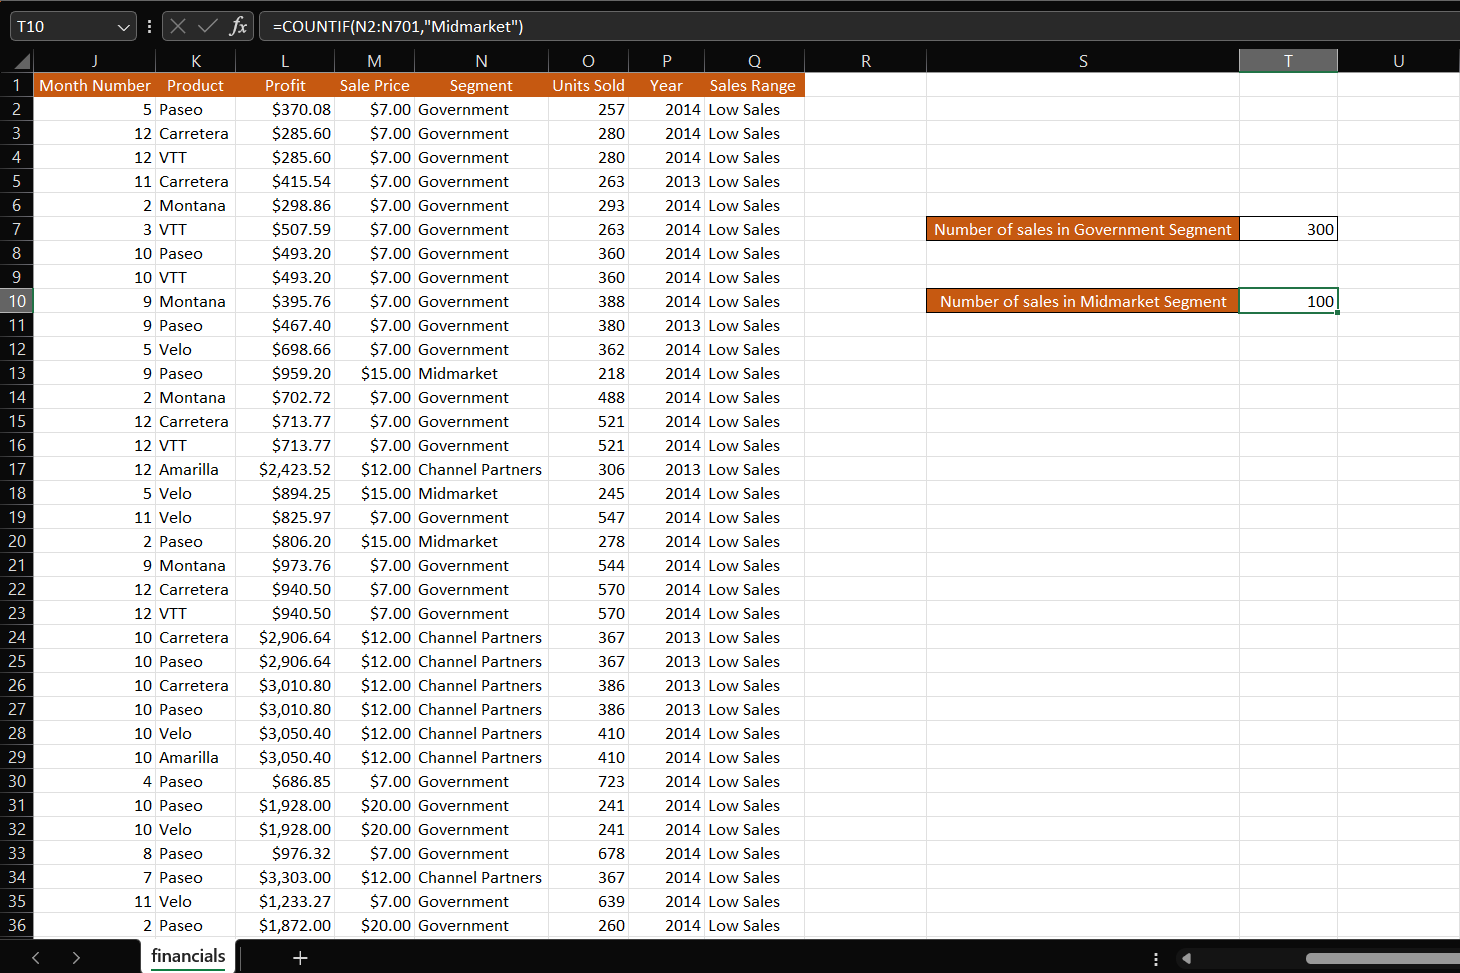 T10 fx =COUNTIF(N2:N701,"Midmarket")
J K L M N O P Q R S T U
1 Month Number Product Profit Sale Price Segment Units Sold Year Sales Range
2 5 Paseo $370.08 $7.00 Government 257 2014 Low Sales
3 12 Carretera $285.60 $7.00 Government 280 2014 Low Sales
4 12 VTT $285.60 $7.00 Government 280 2014 Low Sales
5 11 Carretera $415.54 $7.00 Government 263 2013 Low Sales
6 2 Montana $298.86 $7.00 Government 293 2014 Low Sales
7 3 VTT $507.59 $7.00 Government 263 2014 Low Sales Number of sales in Government Segment 300
8 10 Paseo $493.20 $7.00 Government 360 2014 Low Sales
9 10 VTT $493.20 $7.00 Government 360 2014 Low Sales
10 9 Montana $395.76 $7.00 Government 388 2014 Low Sales Number of sales in Midmarket Segment 100
11 9 Paseo $467.40 $7.00 Government 380 2013 Low Sales
12 5 Velo $698.66 $7.00 Government 362 2014 Low Sales
13 9 Paseo $959.20 $15.00 Midmarket 218 2014 Low Sales
14 2 Montana $702.72 $7.00 Government 488 2014 Low Sales
15 12 Carretera $713.77 $7.00 Government 521 2014 Low Sales
16 12 VTT $713.77 $7.00 Government 521 2014 Low Sales
17 12 Amarilla $2,423.52 $12.00 Channel Partners 306 2013 Low Sales
18 5 Velo $894.25 $15.00 Midmarket 245 2014 Low Sales
19 11 Velo $825.97 $7.00 Government 547 2014 Low Sales
20 2 Paseo $806.20 $15.00 Midmarket 278 2014 Low Sales
21 9 Montana $973.76 $7.00 Government 544 2014 Low Sales
22 12 Carretera $940.50 $7.00 Government 570 2014 Low Sales
23 12 VTT $940.50 $7.00 Government 570 2014 Low Sales
24 10 Carretera $2,906.64 $12.00 Channel Partners 367 2013 Low Sales
25 10 Paseo $2,906.64 $12.00 Channel Partners 367 2013 Low Sales
26 10 Carretera $3,010.80 $12.00 Channel Partners 386 2013 Low Sales
27 10 Paseo $3,010.80 $12.00 Channel Partners 386 2013 Low Sales
28 10 Velo $3,050.40 $12.00 Channel Partners 410 2014 Low Sales
29 10 Amarilla $3,050.40 $12.00 Channel Partners 410 2014 Low Sales
30 4 Paseo $686.85 $7.00 Government 723 2014 Low Sales
31 10 Paseo $1,928.00 $20.00 Government 241 2014 Low Sales
32 10 Velo $1,928.00 $20.00 Government 241 2014 Low Sales
33 8 Paseo $976.32 $7.00 Government 678 2014 Low Sales
34 7 Paseo $3,303.00 $12.00 Channel Partners 367 2014 Low Sales
35 11 Velo $1,233.27 $7.00 Government 639 2014 Low Sales
36 2 Paseo $1,872.00 $20.00 Government 260 2014 Low Sales
financials